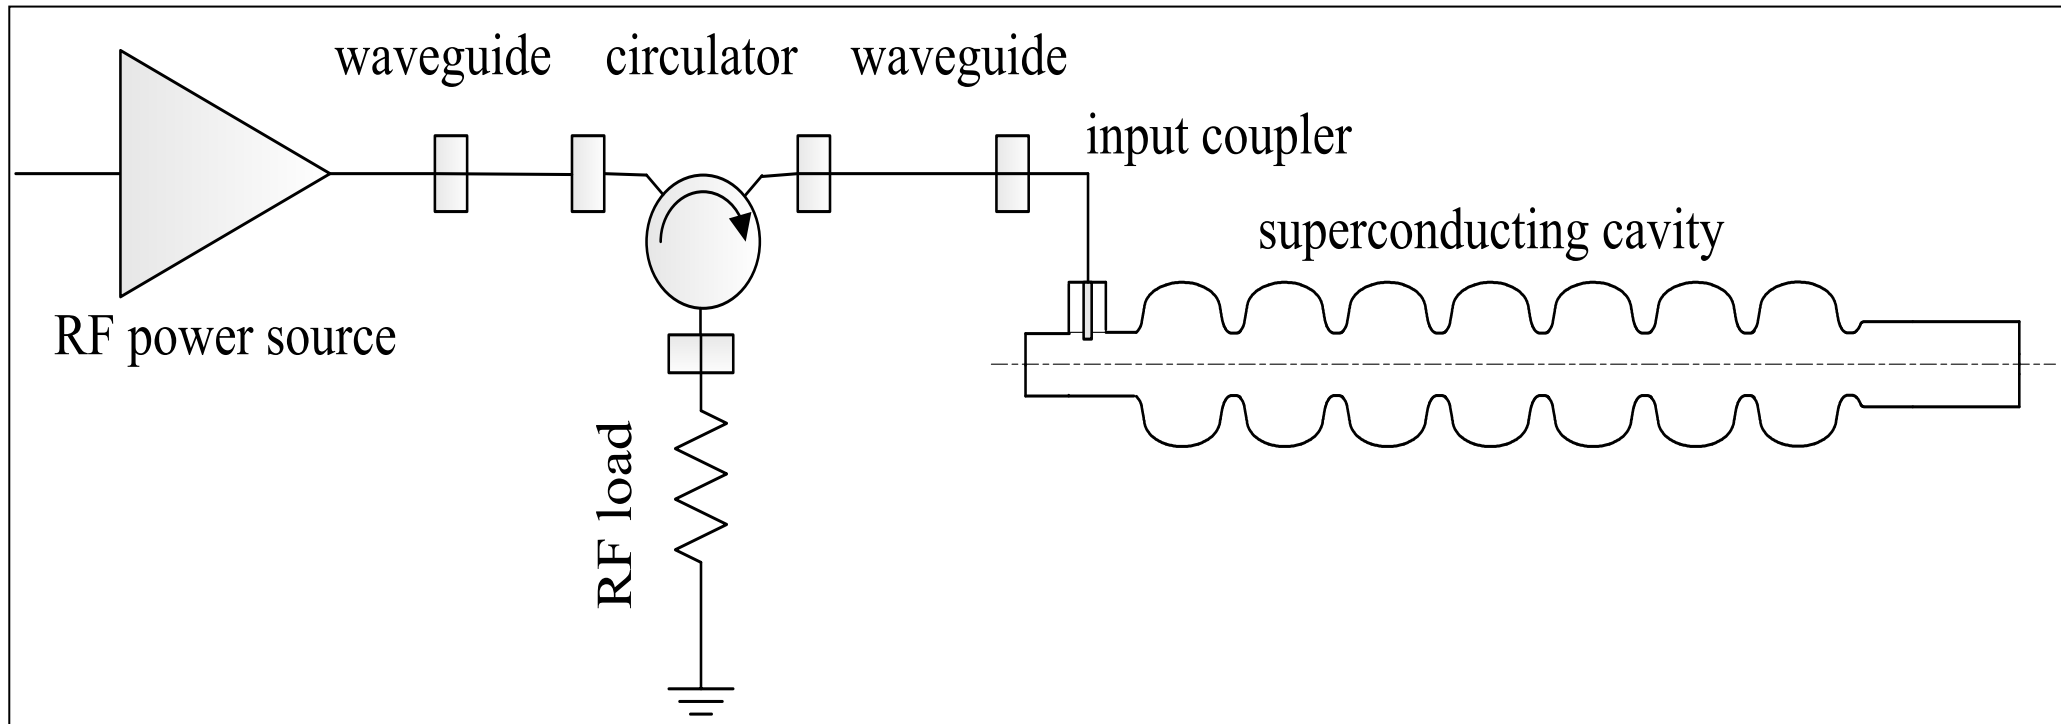 waveguide
circulator
waveguide
input coupler
superconducting cavity
RF power source
RF load